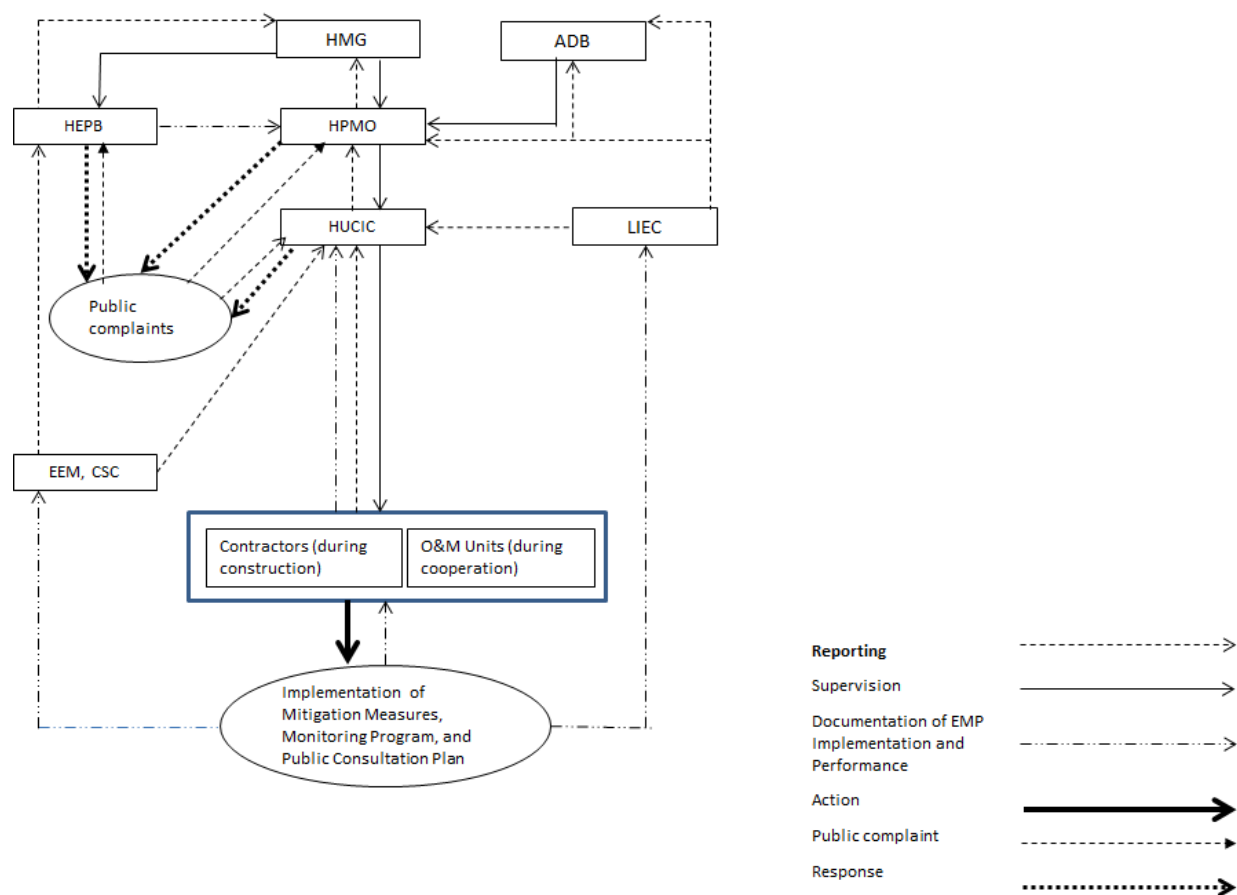 HMG
ADB
HEPB
HPMO
HUCIC
LIEC
Public
complaints
EEM, CSC
Contractors (during
construction)
O&M Units (during
cooperation)
Implementation of
Mitigation Measures,
Monitoring Program, and
Public Consultation Plan
Reporting
Supervision
Documentation of EMP
Implementation and
Performance
Action
Public complaint
Response